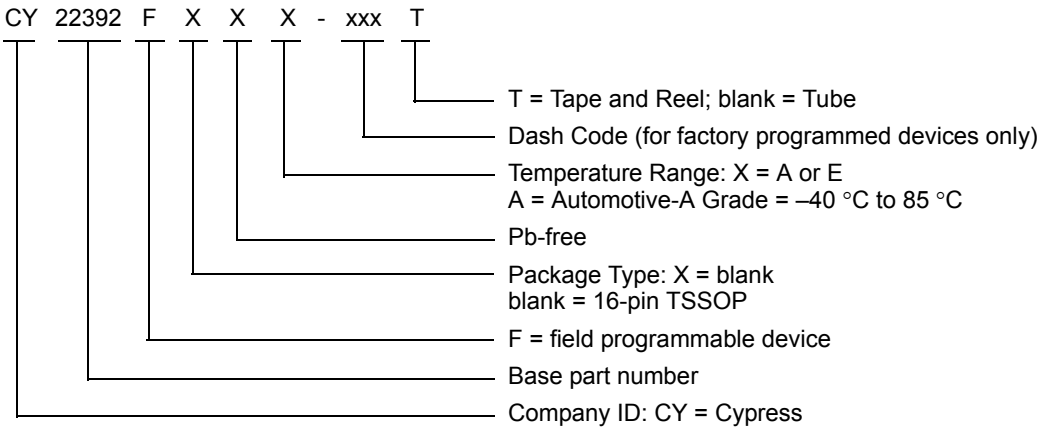 CY 22392 F X X X - xxx T
T = Tape and Reel; blank = Tube
Dash Code (for factory programmed devices only)
Temperature Range: X = A or E
A = Automotive-A Grade = –40 °C to 85 °C
Pb-free
Package Type: X = blank
blank = 16-pin TSSOP
F = field programmable device
Base part number
Company ID: CY = Cypress